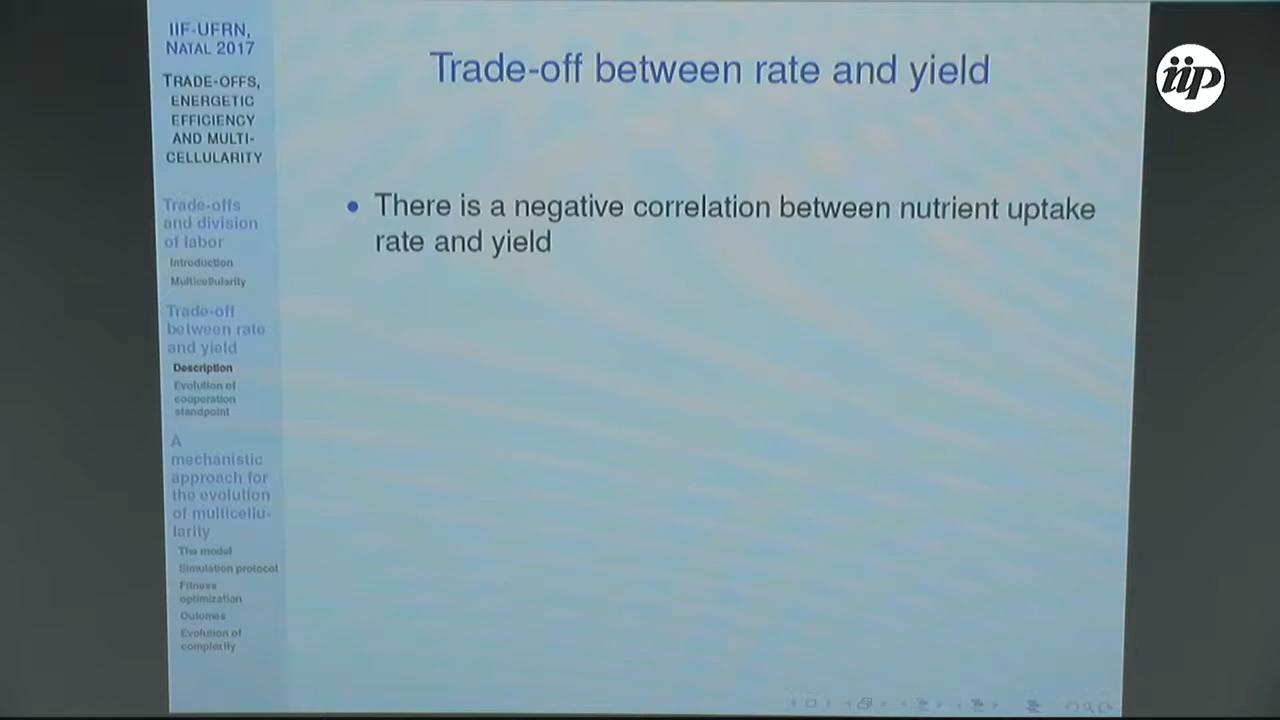 IIF-UFRN,
NATAL 2017
TRADE-OFFS,
ENERGETIC
EFFICIENCY
AND MULTI-
CELLULARITY
Trade-offs
and division
of labor
Introduction
Multicellularity
Trade-off
between rate
and yield
Description
Evolution of
cooperation
standpoint
A
mechanistic
approach for
the evolution
of multicellu-
larity
The model
Simulation protocol
Fitness
optimization
Outomes
Evolution of
complexity
Trade-off between rate and yield
• There is a negative correlation between nutrient uptake
rate and yield
iip